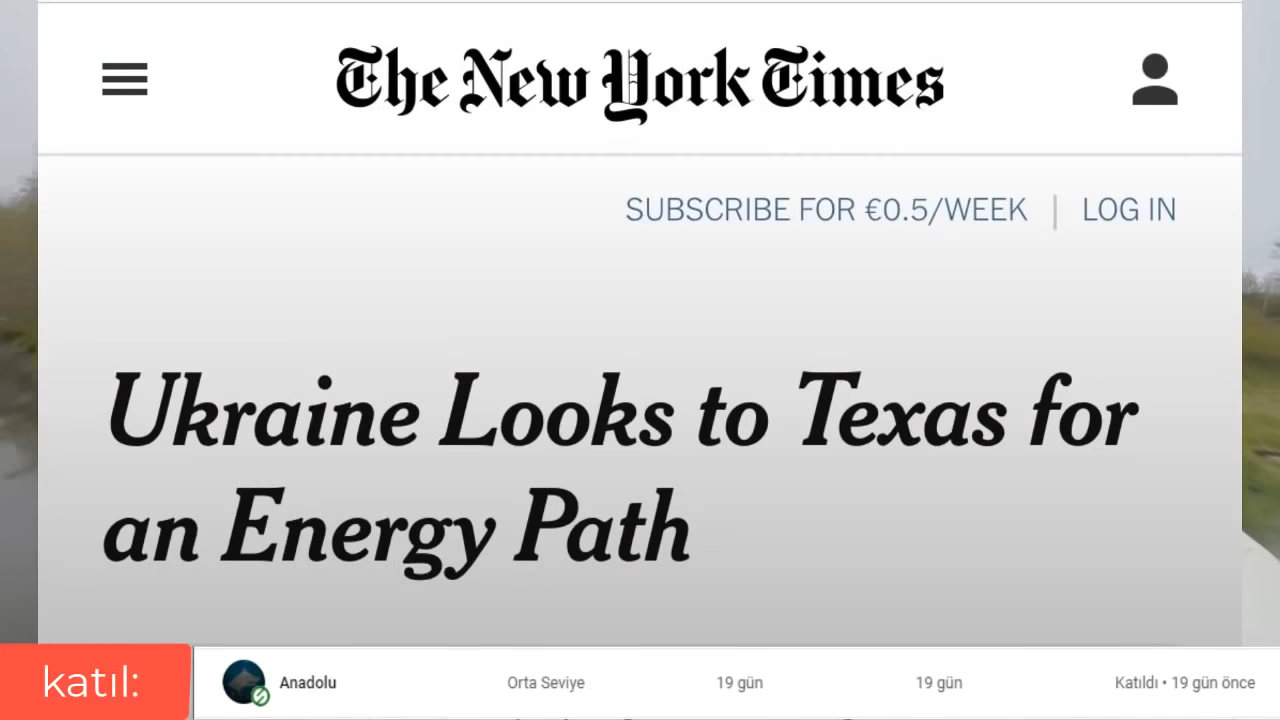 The New York Times
SUBSCRIBE FOR €0.5/WEEK | LOG IN
Ukraine Looks to Texas for
an Energy Path
katıl:
Anadolu Orta Seviye 19 gün 19 gün Katıldı • 19 gün önce